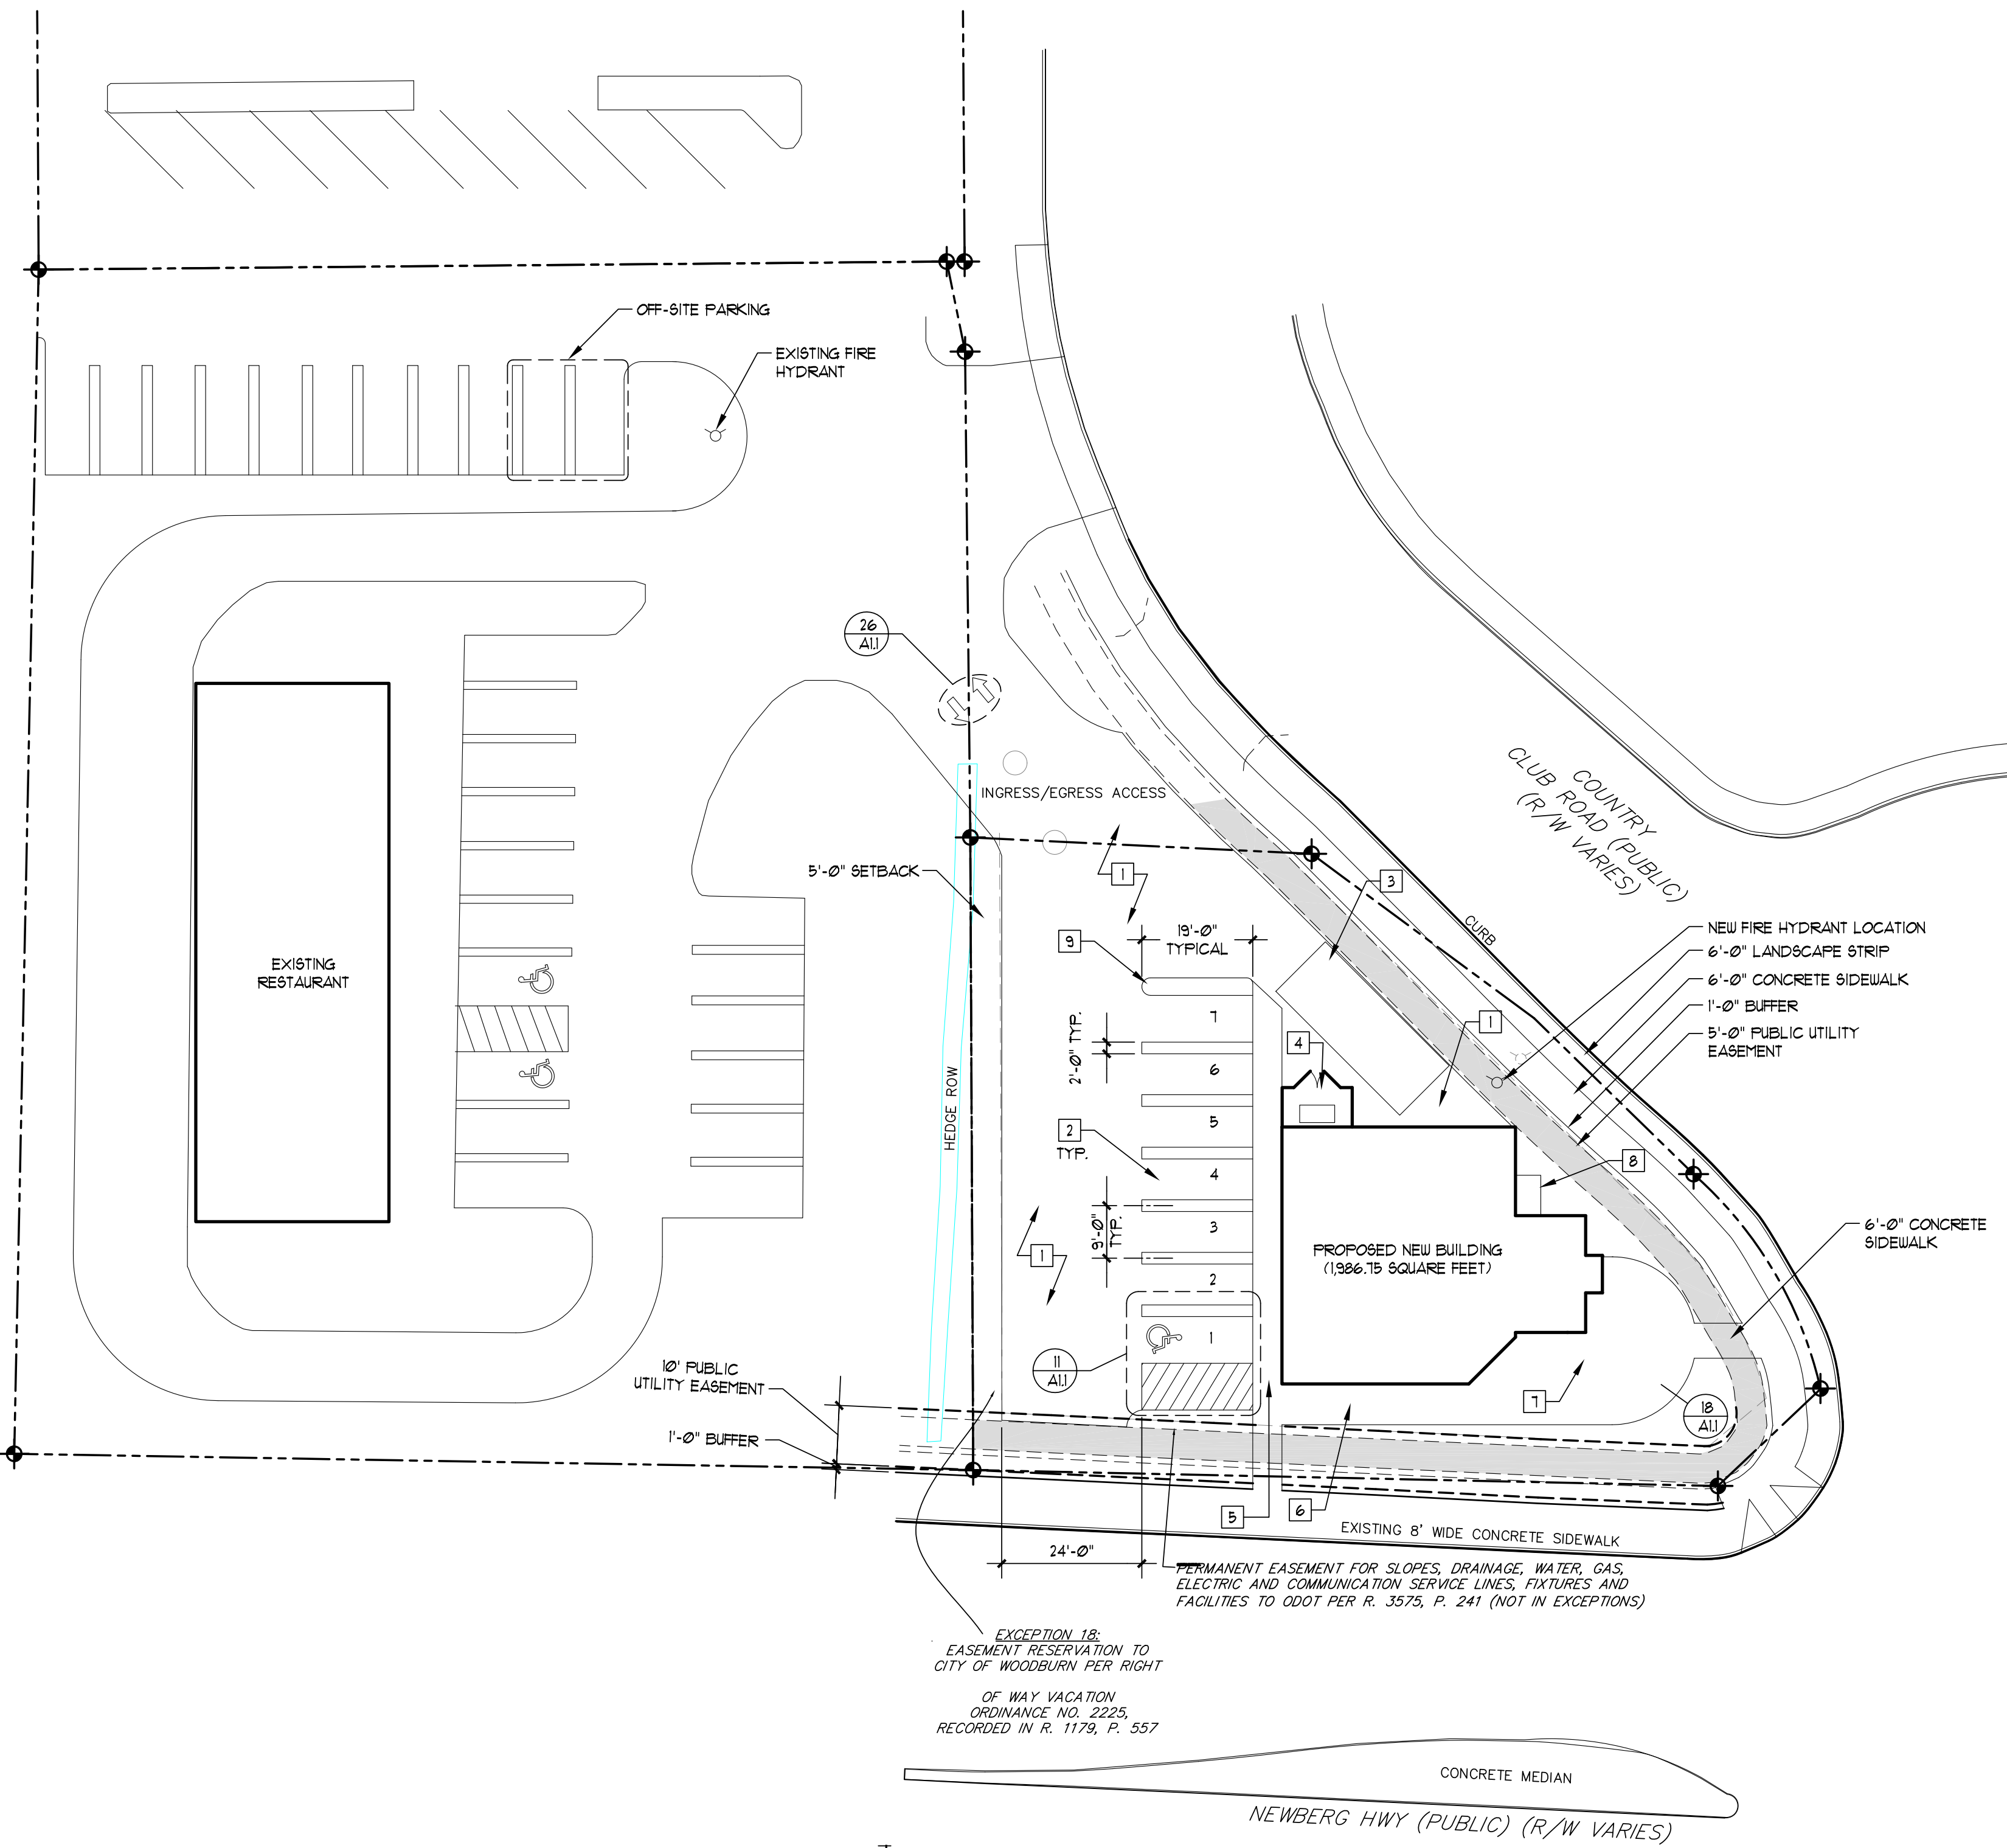 OFF-SITE PARKING
EXISTING FIRE
HYDRANT
26
A1.1
INGRESS/EGRESS ACCESS
COUNTRY
CLUB ROAD (PUBLIC)
(R/W VARIES)
5'-0" SETBACK
1
3
CURB
9
19'-0"
TYPICAL
NEW FIRE HYDRANT LOCATION
6'-0" LANDSCAPE STRIP
6'-0" CONCRETE SIDEWALK
1'-0" BUFFER
5'-0" PUBLIC UTILITY
EASEMENT
EXISTING
RESTAURANT
7
1
2'-0" TYP.
4
6
HEDGE ROW
5
2
TYP.
4
8
3
9'-0"
TYP.
6'-0" CONCRETE
SIDEWALK
1
PROPOSED NEW BUILDING
(1,986.75 SQUARE FEET)
2
1
11
A1.1
10' PUBLIC
UTILITY EASEMENT
7
18
A1.1
1'-0" BUFFER
5
6
EXISTING 8' WIDE CONCRETE SIDEWALK
24'-0"
PERMANENT EASEMENT FOR SLOPES, DRAINAGE, WATER, GAS,
ELECTRIC AND COMMUNICATION SERVICE LINES, FIXTURES AND
FACILITIES TO ODOT PER R. 3575, P. 241 (NOT IN EXCEPTIONS)
EXCEPTION 18:
EASEMENT RESERVATION TO
CITY OF WOODBURN PER RIGHT
OF WAY VACATION
ORDINANCE NO. 2225,
RECORDED IN R. 1179, P. 557
CONCRETE MEDIAN
NEWBERG HWY (PUBLIC) (R/W VARIES)